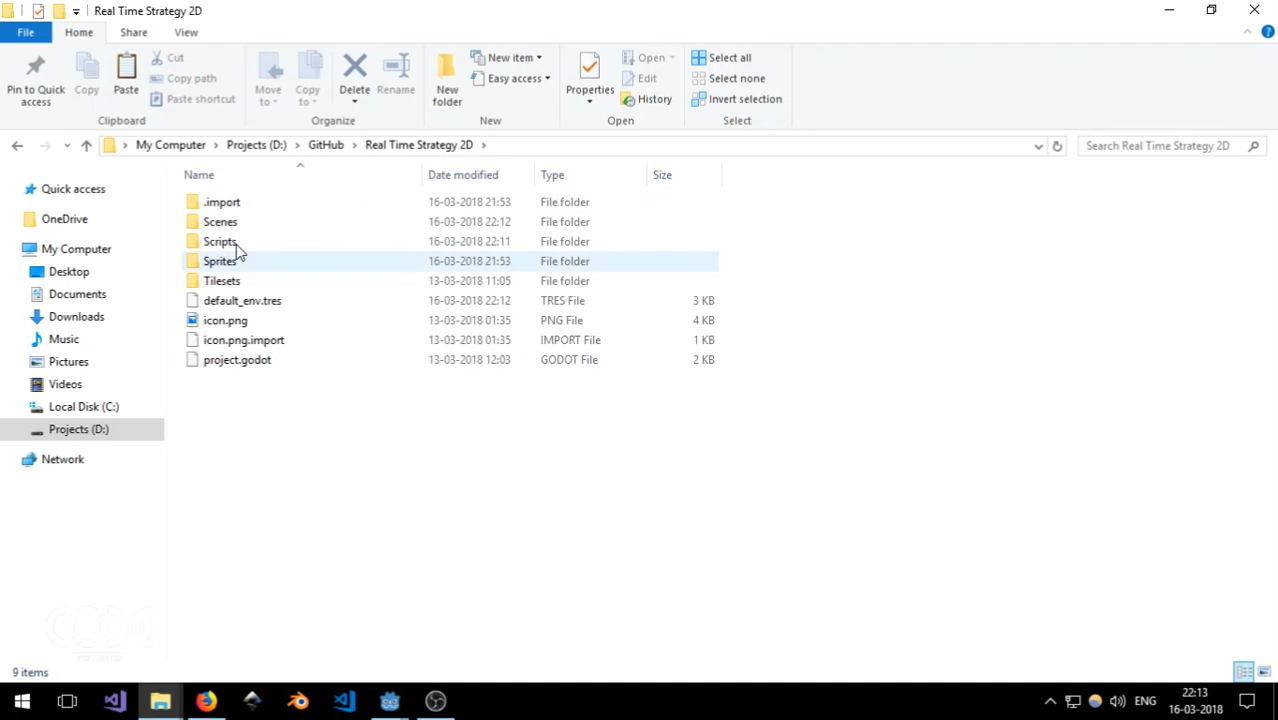 Real Time Strategy 2D
File Home Share View
Pin to Quick access
Copy
Paste
Cut
Copy path
Paste shortcut
Clipboard
Move to
Copy to
Delete
Rename
Organize
New folder
New item
Easy access
New
Properties
Open
Edit
History
Open
Select all
Select none
Invert selection
Select
My Computer > Projects (D:) > GitHub > Real Time Strategy 2D >
Search Real Time Strategy 2D
Quick access
OneDrive
My Computer
Desktop
Documents
Downloads
Music
Pictures
Videos
Local Disk (C:)
Projects (D:)
Network
Name Date modified Type Size
.import 16-03-2018 21:53 File folder
Scenes 16-03-2018 22:12 File folder
Scripts 16-03-2018 22:11 File folder
Sprites 16-03-2018 21:53 File folder
Tilesets 13-03-2018 11:05 File folder
default_env.tres 16-03-2018 22:12 TRES File 3 KB
icon.png 13-03-2018 01:35 PNG File 4 KB
icon.png.import 13-03-2018 01:35 IMPORT File 1 KB
project.godot 13-03-2018 12:03 GODOT File 2 KB
9 items
ENG
22:13
16-03-2018